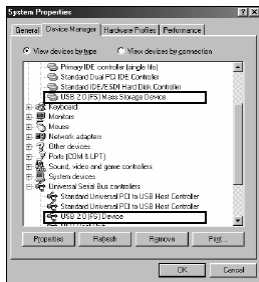 System Properties
General Device Manager Hardware Profiles Performance
View devices by type View devices by connection
Primary IDE controller (single fifo)
Standard Dual PCI IDE Controller
Standard IDE/ESDI Hard Disk Controller
USB 2.0 (FS) Mass Storage Device
Keyboard
Monitors
Mouse
Network adapters
Other devices
Ports (COM & LPT)
Sound, video and game controllers
System devices
Universal Serial Bus controllers
Standard Universal PCI to USB Host Controller
Standard Universal PCI to USB Host Controller
USB 2.0 (FS) Device
Properties Refresh Remove Print...
OK Cancel